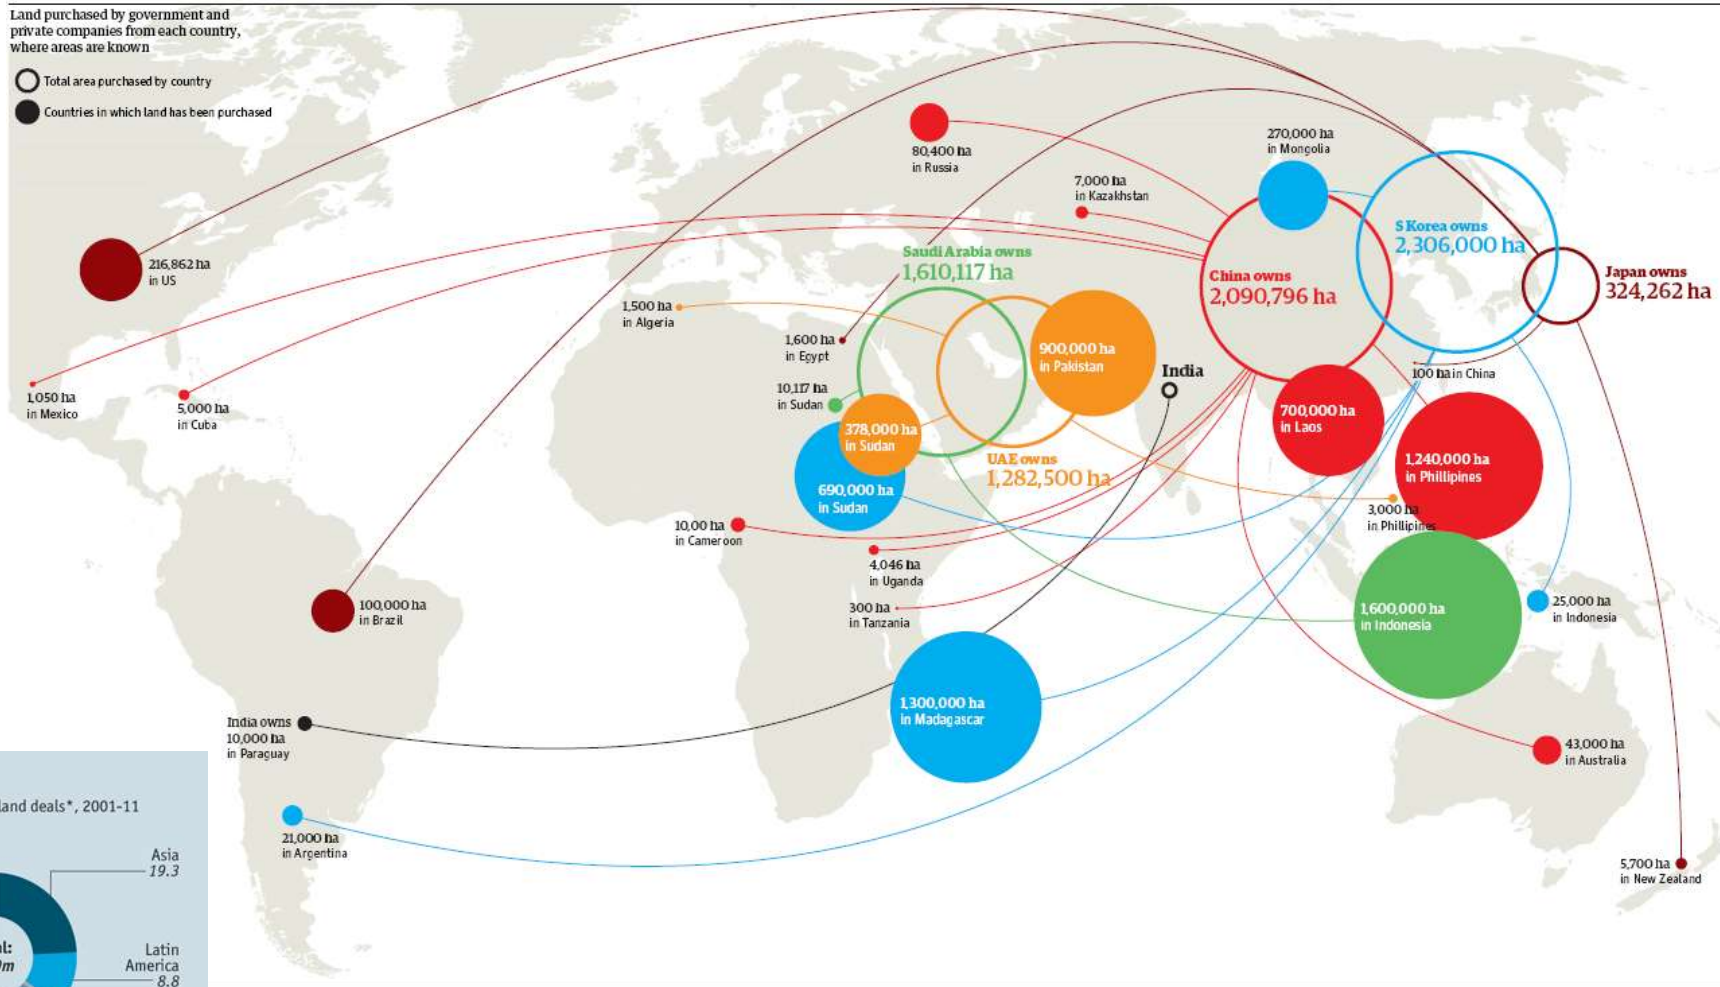 Land purchased by government and
private companies from each country,
where areas are known
Total area purchased by country
Countries in which land has been purchased
216,862 ha
in US
1,050 ha
in Mexico
5,000 ha
in Cuba
80,400 ha
in Russia
7,000 ha
in Kazakhstan
270,000 ha
in Mongolia
S Korea owns
2,306,000 ha
China owns
2,090,796 ha
Japan owns
324,262 ha
Saudi Arabia owns
1,610,117 ha
1,500 ha
in Algeria
1,600 ha
in Egypt
10,117 ha
in Sudan
378,000 ha
in Sudan
690,000 ha
in Sudan
900,000 ha
in Pakistan
India
UAE owns
1,282,500 ha
100 ha in China
700,000 ha
in Laos
1,240,000 ha
in Phillipines
3,000 ha
in Phillipines
10,00 ha
in Cameroon
4,046 ha
in Uganda
300 ha
in Tanzania
1,600,000 ha
in Indonesia
25,000 ha
in Indonesia
100,000 ha
in Brazil
1,300,000 ha
in Madagascar
India owns
10,000 ha
in Paraguay
43,000 ha
in Australia
21,000 ha
in Argentina
5,700 ha
in New Zealand
land deals*, 2001-11
Asia
19.3
Latin
America
8.8